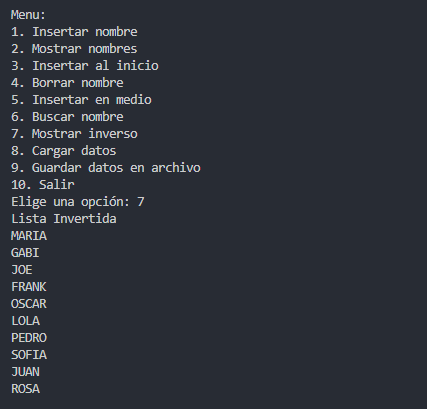 Menu:
1. Insertar nombre
2. Mostrar nombres
3. Insertar al inicio
4. Borrar nombre
5. Insertar en medio
6. Buscar nombre
7. Mostrar inverso
8. Cargar datos
9. Guardar datos en archivo
10. Salir
Elige una opción: 7
Lista Invertida
MARIA
GABI
JOE
FRANK
OSCAR
LOLA
PEDRO
SOFIA
JUAN
ROSA